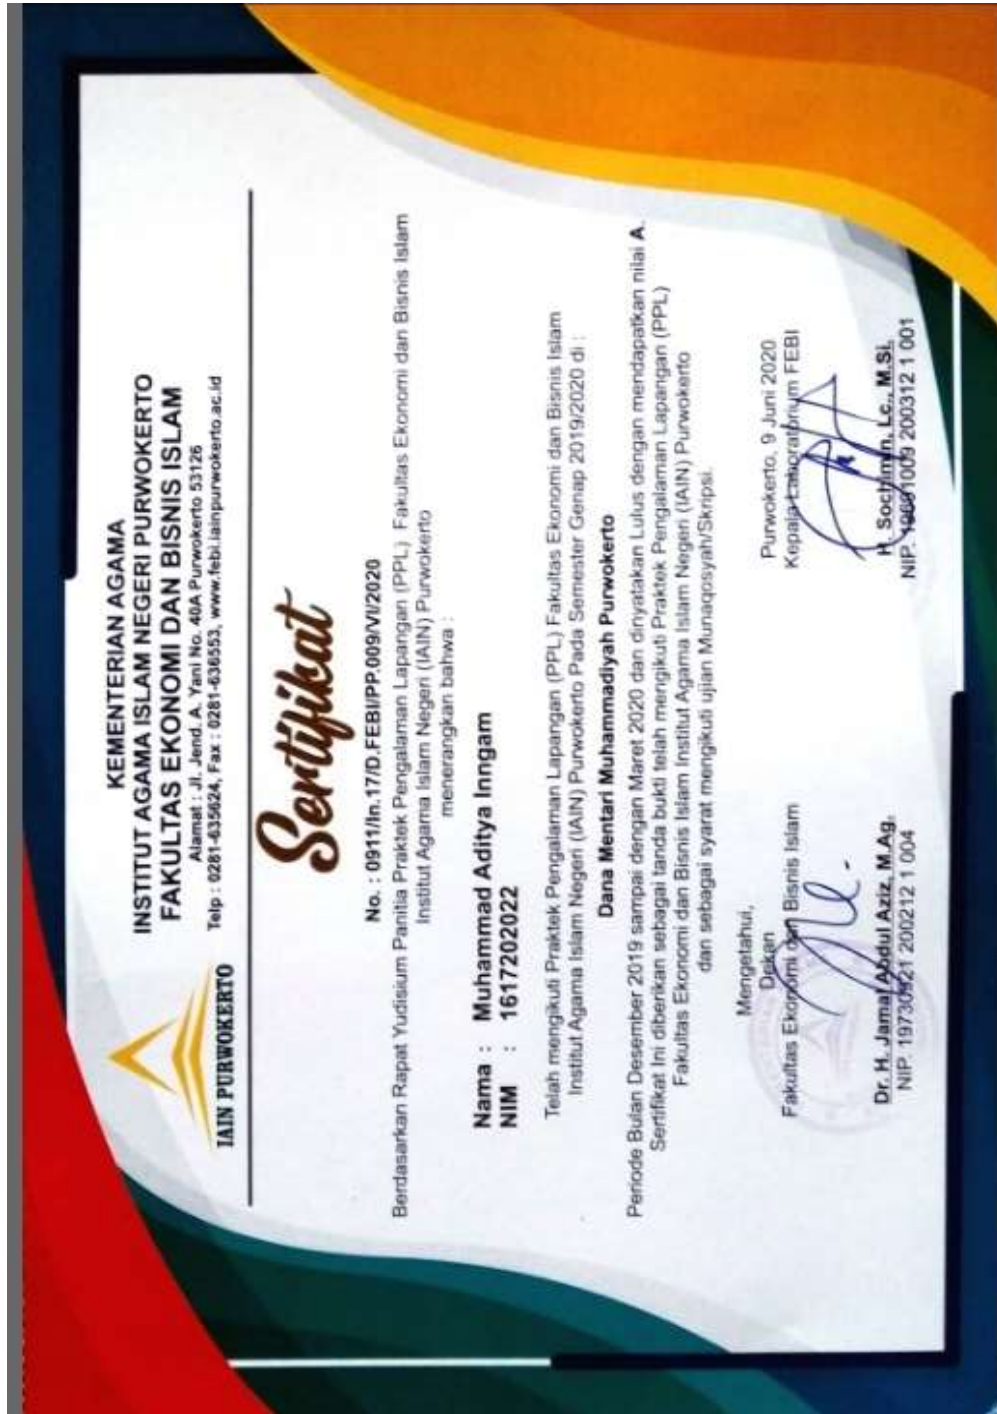 KEMENTERIAN AGAMA
INSTITUT AGAMA ISLAM NEGERI PURWOKERTO
FAKULTAS EKONOMI DAN BISNIS ISLAM
Alamat : Jl. Jend. A. Yani No. 40A Purwokerto 53126
Telp : 0281-635624, Fax : 0281-636553, www.febi.iainpurwokerto.ac.id
IAIN PURWOKERTO
Sertifikat
No. : 0911/In.17/D.FEBI/PP.009/VI/2020
Berdasarkan Rapat Yudisium Panitia Praktek Pengalaman Lapangan (PPL) Fakultas Ekonomi dan Bisnis Islam
Institut Agama Islam Negeri (IAIN) Purwokerto
menerangkan bahwa :
Nama : Muhammad Aditya Inngam
NIM : 1617202022
Telah mengikuti Praktek Pengalaman Lapangan (PPL) Fakultas Ekonomi dan Bisnis Islam
Institut Agama Islam Negeri (IAIN) Purwokerto Pada Semester Genap 2019/2020 di :
Dana Mentari Muhammadiyah Purwokerto
Periode Bulan Desember 2019 sampai dengan Maret 2020 dan dinyatakan Lulus dengan mendapatkan nilai A.
Sertifikat Ini diberikan sebagai tanda bukti telah mengikuti Praktek Pengalaman Lapangan (PPL)
Fakultas Ekonomi dan Bisnis Islam Institut Agama Islam Negeri (IAIN) Purwokerto
dan sebagai syarat mengikuti ujian Munaqosyah/Skripsi.
Mengetahui,
Dekan
Fakultas Ekonomi dan Bisnis Islam
Dr. H. Jamal Abdul Aziz, M.Ag.
NIP. 19730921 200212 1 004
Purwokerto, 9 Juni 2020
Kepala Laboratorium FEBI
H. Sochimin, Lc., M.Si.
NIP. 19691009 200312 1 001